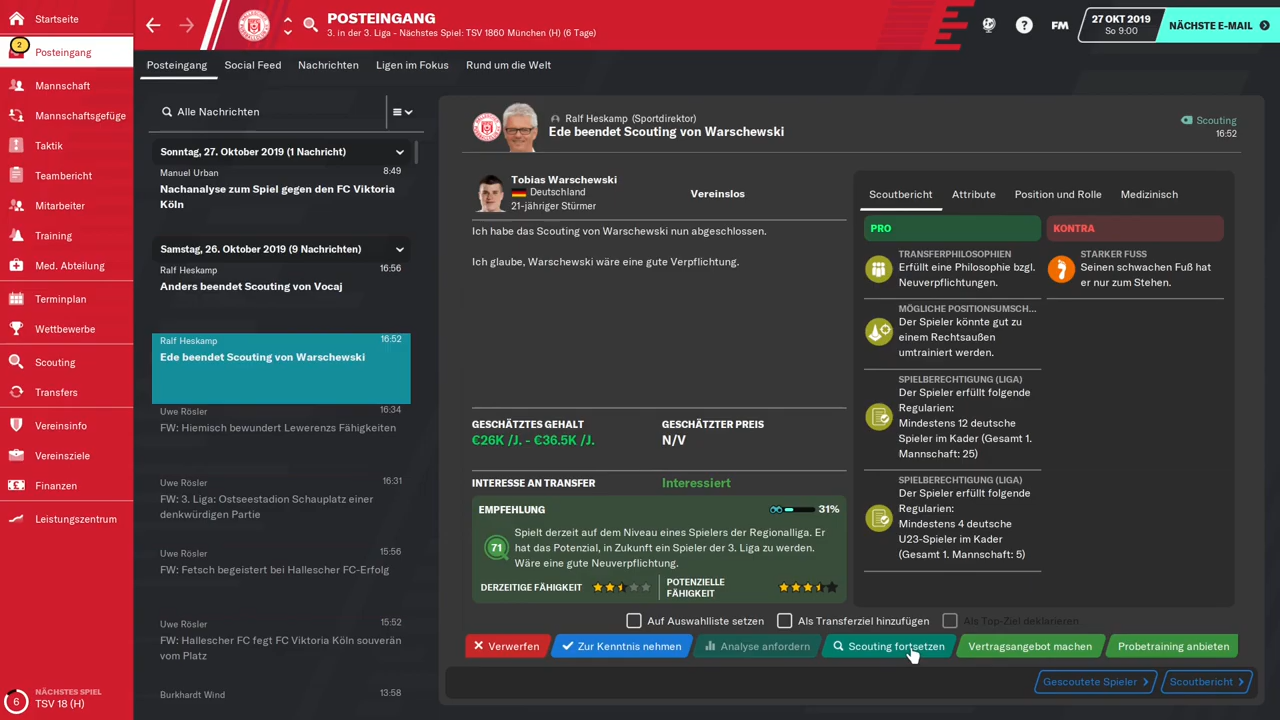 Startseite
2
Posteingang
Mannschaft
Mannschaftsgefüge
Taktik
Teambericht
Mitarbeiter
Training
Med. Abteilung
Terminplan
Wettbewerbe
Scouting
Transfers
Vereinsinfo
Vereinsziele
Finanzen
Leistungszentrum
6
NÄCHSTES SPIEL
TSV 18 (H)
POSTEINGANG
3. in der 3. Liga - Nächstes Spiel: TSV 1860 München (H) (6 Tage)
?
FM
27 OKT 2019
So 9:00
NÄCHSTE E-MAIL
Posteingang
Social Feed
Nachrichten
Ligen im Fokus
Rund um die Welt
Alle Nachrichten
Sonntag, 27. Oktober 2019 (1 Nachricht)
Manuel Urban
8:49
Nachanalyse zum Spiel gegen den FC Viktoria
Köln
Samstag, 26. Oktober 2019 (9 Nachrichten)
Ralf Heskamp
16:56
Anders beendet Scouting von Vocaj
Ralf Heskamp
16:52
Ede beendet Scouting von Warschewski
Uwe Rösler
16:34
FW: Hiemisch bewundert Lewerenzs Fähigkeiten
Uwe Rösler
16:31
FW: 3. Liga: Ostseestadion Schauplatz einer
denkwürdigen Partie
Uwe Rösler
15:56
FW: Fetsch begeistert bei Hallescher FC-Erfolg
Uwe Rösler
15:52
FW: Hallescher FC fegt FC Viktoria Köln souverän
vom Platz
Burkhardt Wind
13:58
Ralf Heskamp (Sportdirektor)
Ede beendet Scouting von Warschewski
Scouting
16:52
Tobias Warschewski
Deutschland
21-jähriger Stürmer
Vereinslos
Ich habe das Scouting von Warschewski nun abgeschlossen.
Ich glaube, Warschewski wäre eine gute Verpflichtung.
GESCHÄTZTES GEHALT
€26K /J. - €36.5K /J.
GESCHÄTZTER PREIS
N/V
INTERESSE AN TRANSFER
Interessiert
EMPFEHLUNG
31%
71
Spielt derzeit auf dem Niveau eines Spielers der Regionalliga. Er
hat das Potenzial, in Zukunft ein Spieler der 3. Liga zu werden.
Wäre eine gute Neuverpflichtung.
DERZEITIGE FÄHIGKEIT
POTENZIELLE
FÄHIGKEIT
Scoutbericht
Attribute
Position und Rolle
Medizinisch
PRO
TRANSFERPHILOSOPHIEN
Erfüllt eine Philosophie bzgl.
Neuverpflichtungen.
MÖGLICHE POSITIONSUMSCH...
Der Spieler könnte gut zu
einem Rechtsaußen
umtrainiert werden.
SPIELBERECHTIGUNG (LIGA)
Der Spieler erfüllt folgende
Regularien:
Mindestens 12 deutsche
Spieler im Kader (Gesamt 1.
Mannschaft: 25)
SPIELBERECHTIGUNG (LIGA)
Der Spieler erfüllt folgende
Regularien:
Mindestens 4 deutsche
U23-Spieler im Kader
(Gesamt 1. Mannschaft: 5)
KONTRA
STARKER FUSS
Seinen schwachen Fuß hat
er nur zum Stehen.
Auf Auswahlliste setzen
Als Transferziel hinzufügen
Als Top-Ziel deklarieren
Verwerfen
Zur Kenntnis nehmen
Analyse anfordern
Scouting fortsetzen
Vertragsangebot machen
Probetraining anbieten
Gescoutete Spieler
Scoutbericht